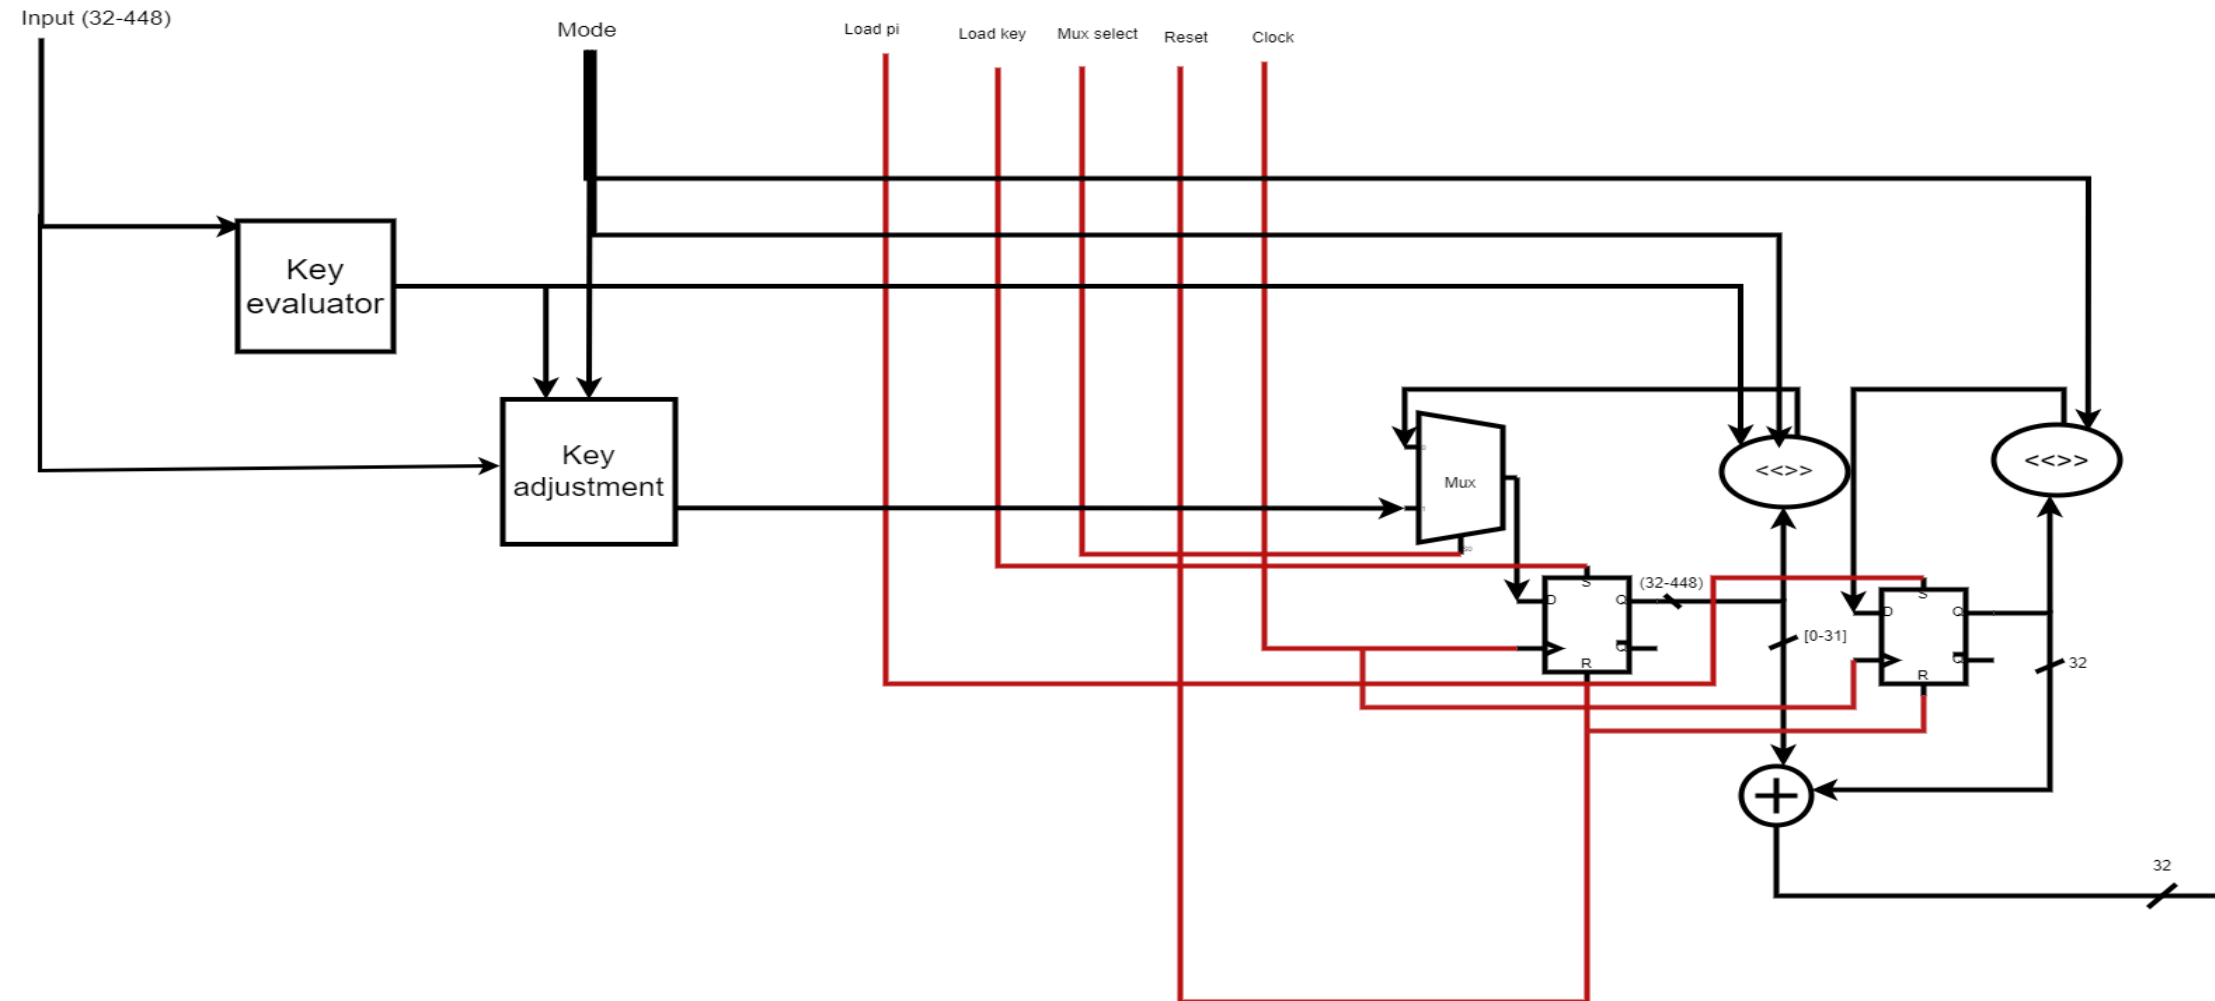 Input (32-448)
Mode
Load pi
Load key
Mux select
Reset
Clock
Key
evaluator
Key
adjustment
Mux
<<>>
<<>>
S
D
Q
Q
R
(32-448)
[0-31]
S
D
Q
Q
R
32
32